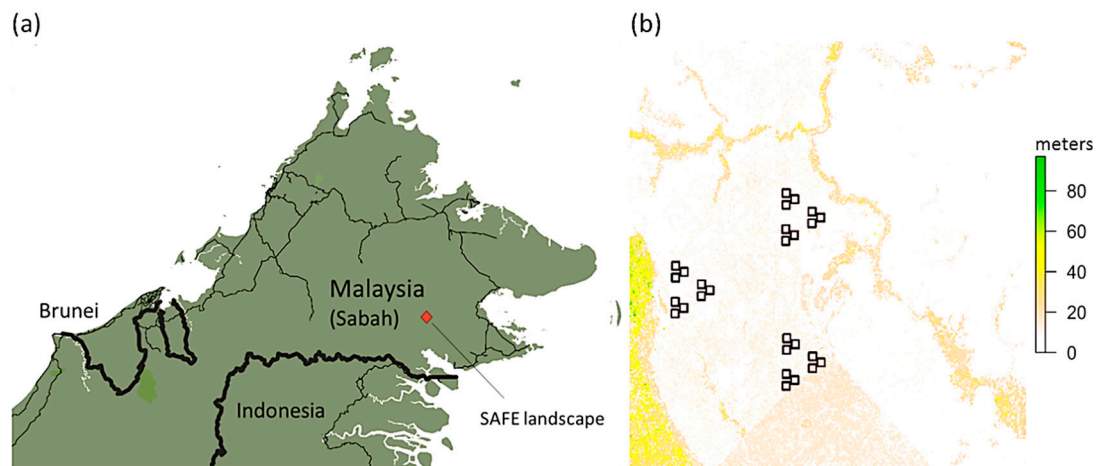 (a)
(b)
meters
80
60
40
20
0
Brunei
Malaysia
(Sabah)
Indonesia
SAFE landscape